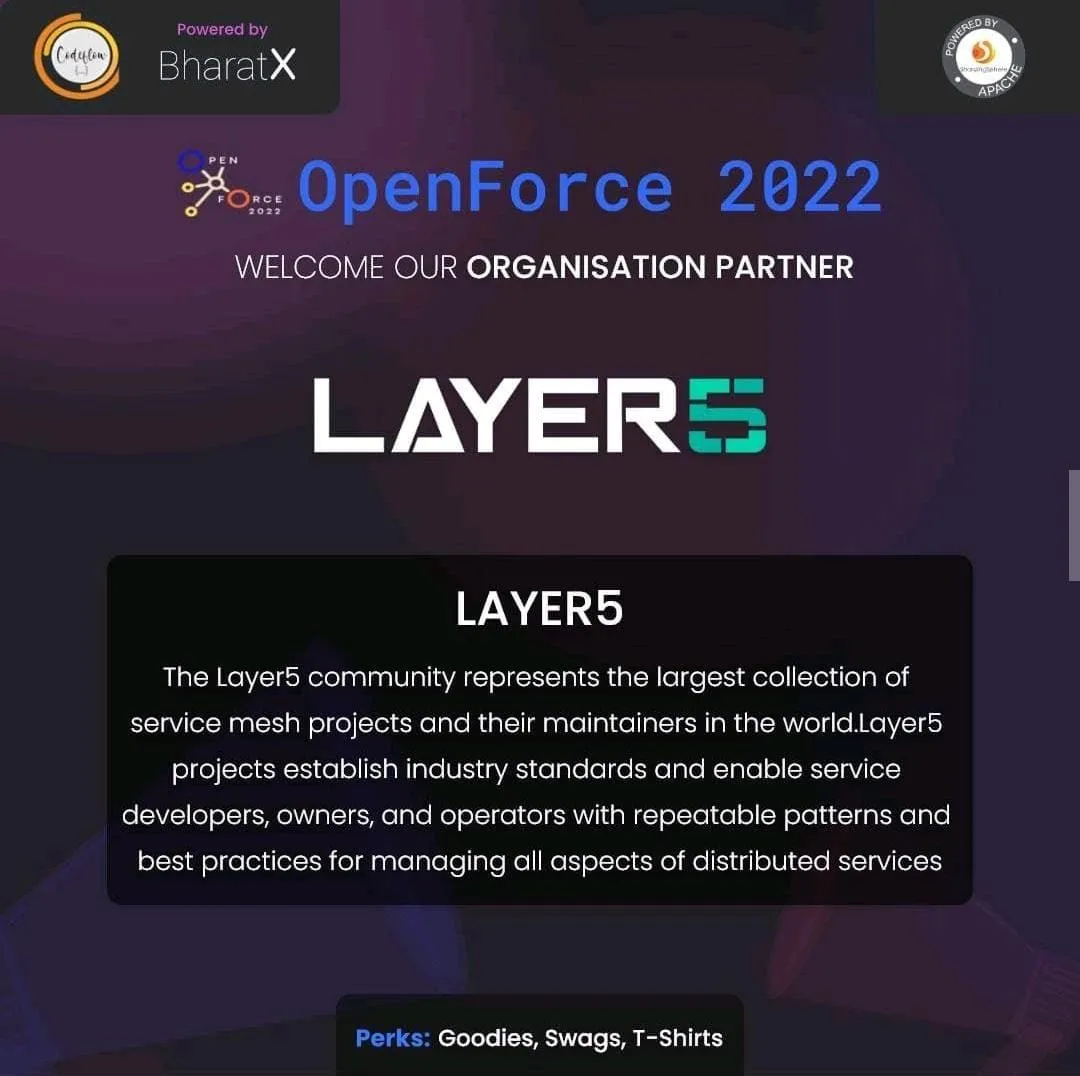 Codeflow
{...}
Powered by
BharatX
POWERED BY
ShardingSphere
APACHE
OPEN
FORCE
2022
OpenForce 2022
WELCOME OUR ORGANISATION PARTNER
LAYER5
LAYER5
The Layer5 community represents the largest collection of
service mesh projects and their maintainers in the world.Layer5
projects establish industry standards and enable service
developers, owners, and operators with repeatable patterns and
best practices for managing all aspects of distributed services
Perks: Goodies, Swags, T-Shirts